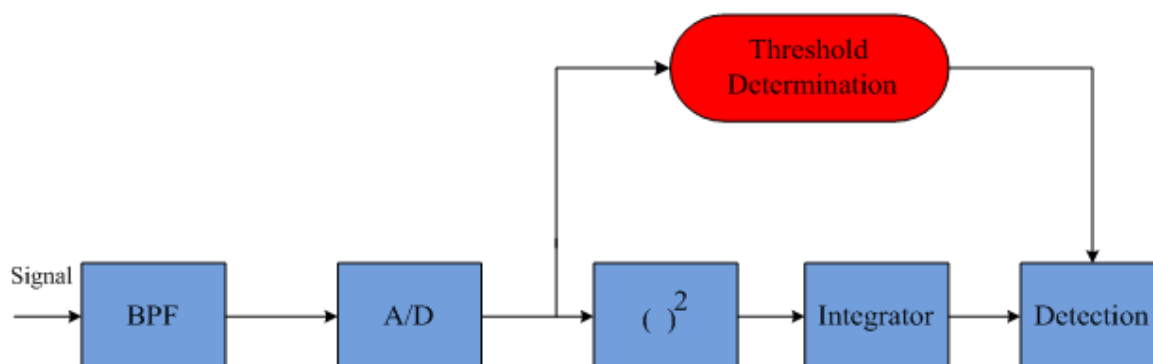 Threshold
Determination
Signal
BPF
A/D
( )²
Integrator
Detection